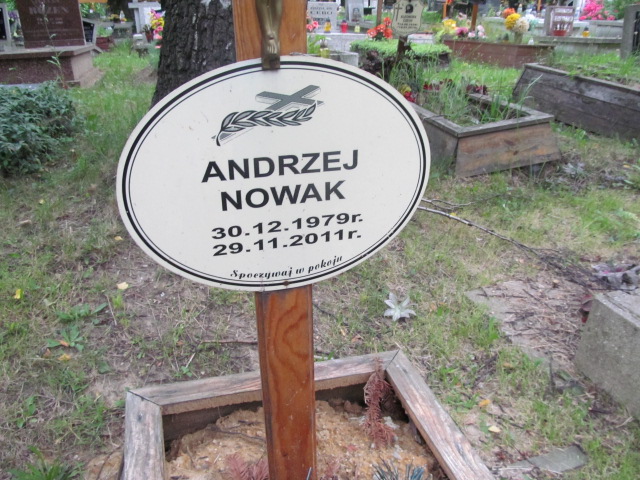 ANDRZEJ
NOWAK
30.12.1979r.
29.11.2011r.
Spoczywaj w pokoju